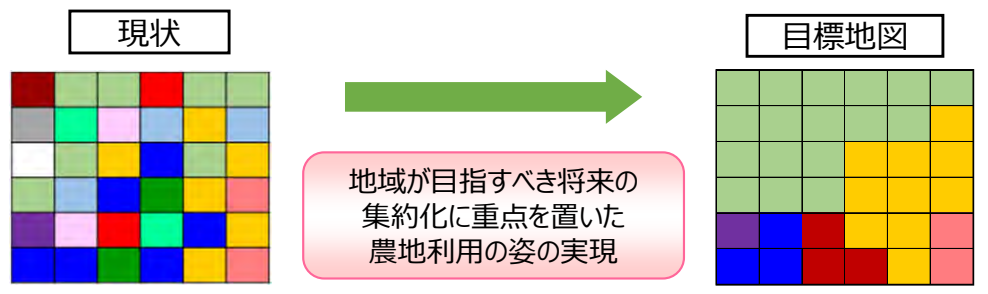 現状
目標地図
地域が目指すべき将来の
集約化に重点を置いた
農地利用の姿の実現